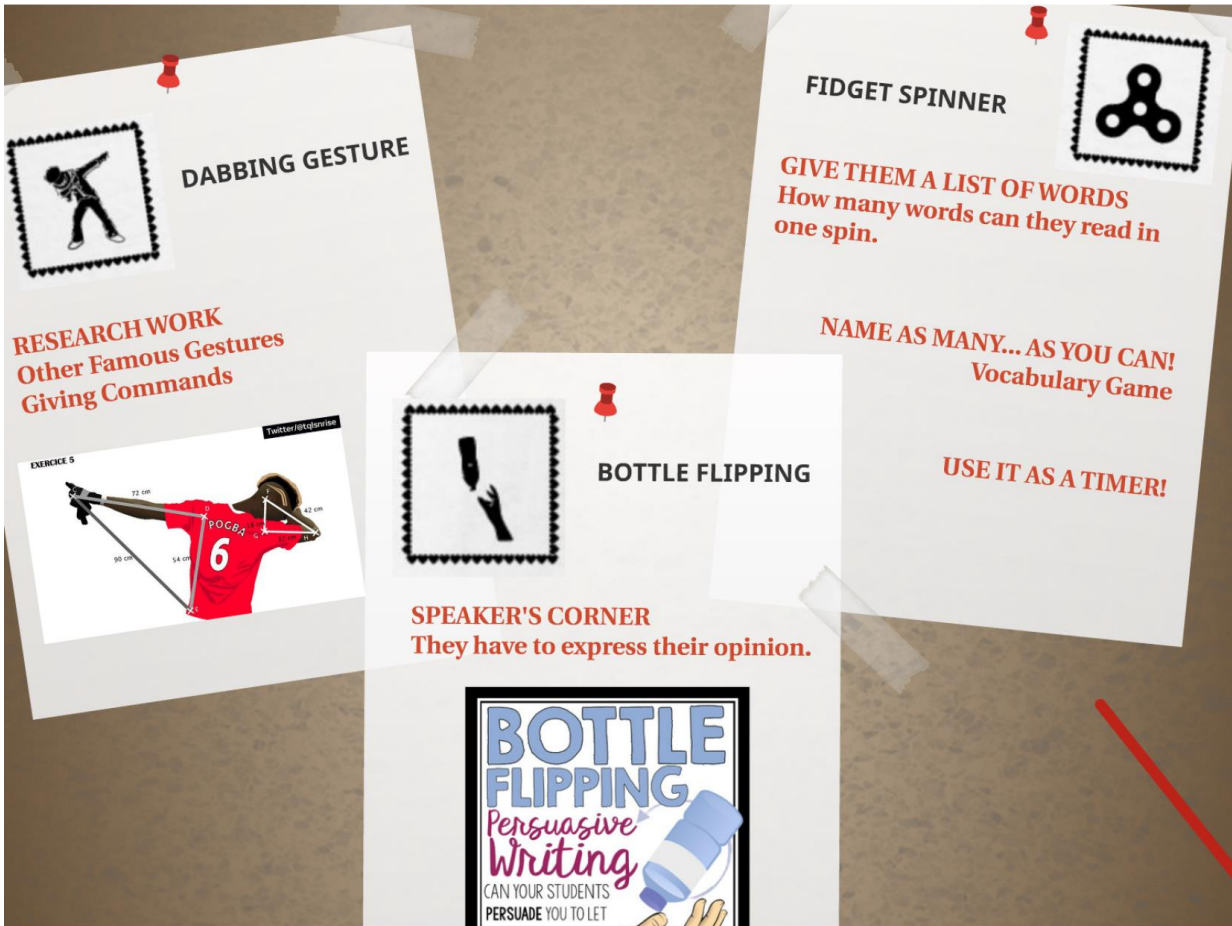 DABBING GESTURE
RESEARCH WORK
Other Famous Gestures
Giving Commands
Twitter/@tqlsnrise
EXERCICE 5
72 cm
42 cm
POGBA
6
90 cm
54 cm
D
G
H
FIDGET SPINNER
GIVE THEM A LIST OF WORDS
How many words can they read in
one spin.
NAME AS MANY... AS YOU CAN!
Vocabulary Game
USE IT AS A TIMER!
BOTTLE FLIPPING
SPEAKER'S CORNER
They have to express their opinion.
BOTTLE
FLIPPING
Persuasive
Writing
CAN YOUR STUDENTS
PERSUADE YOU TO LET